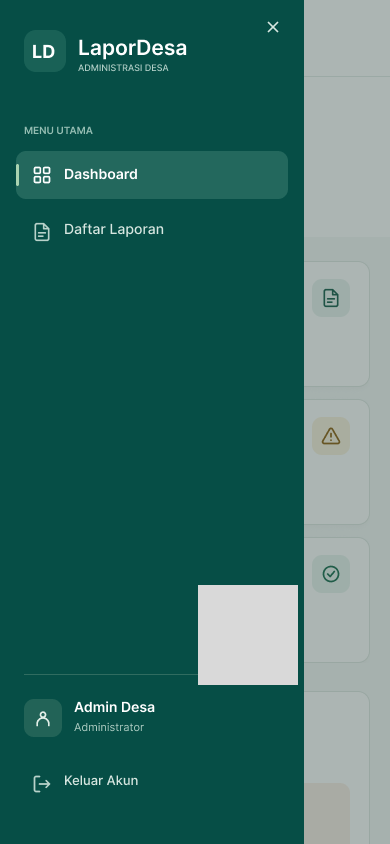 LD
LaporDesa
ADMINISTRASI DESA
MENU UTAMA
Dashboard
Daftar Laporan
Admin Desa
Administrator
Keluar Akun